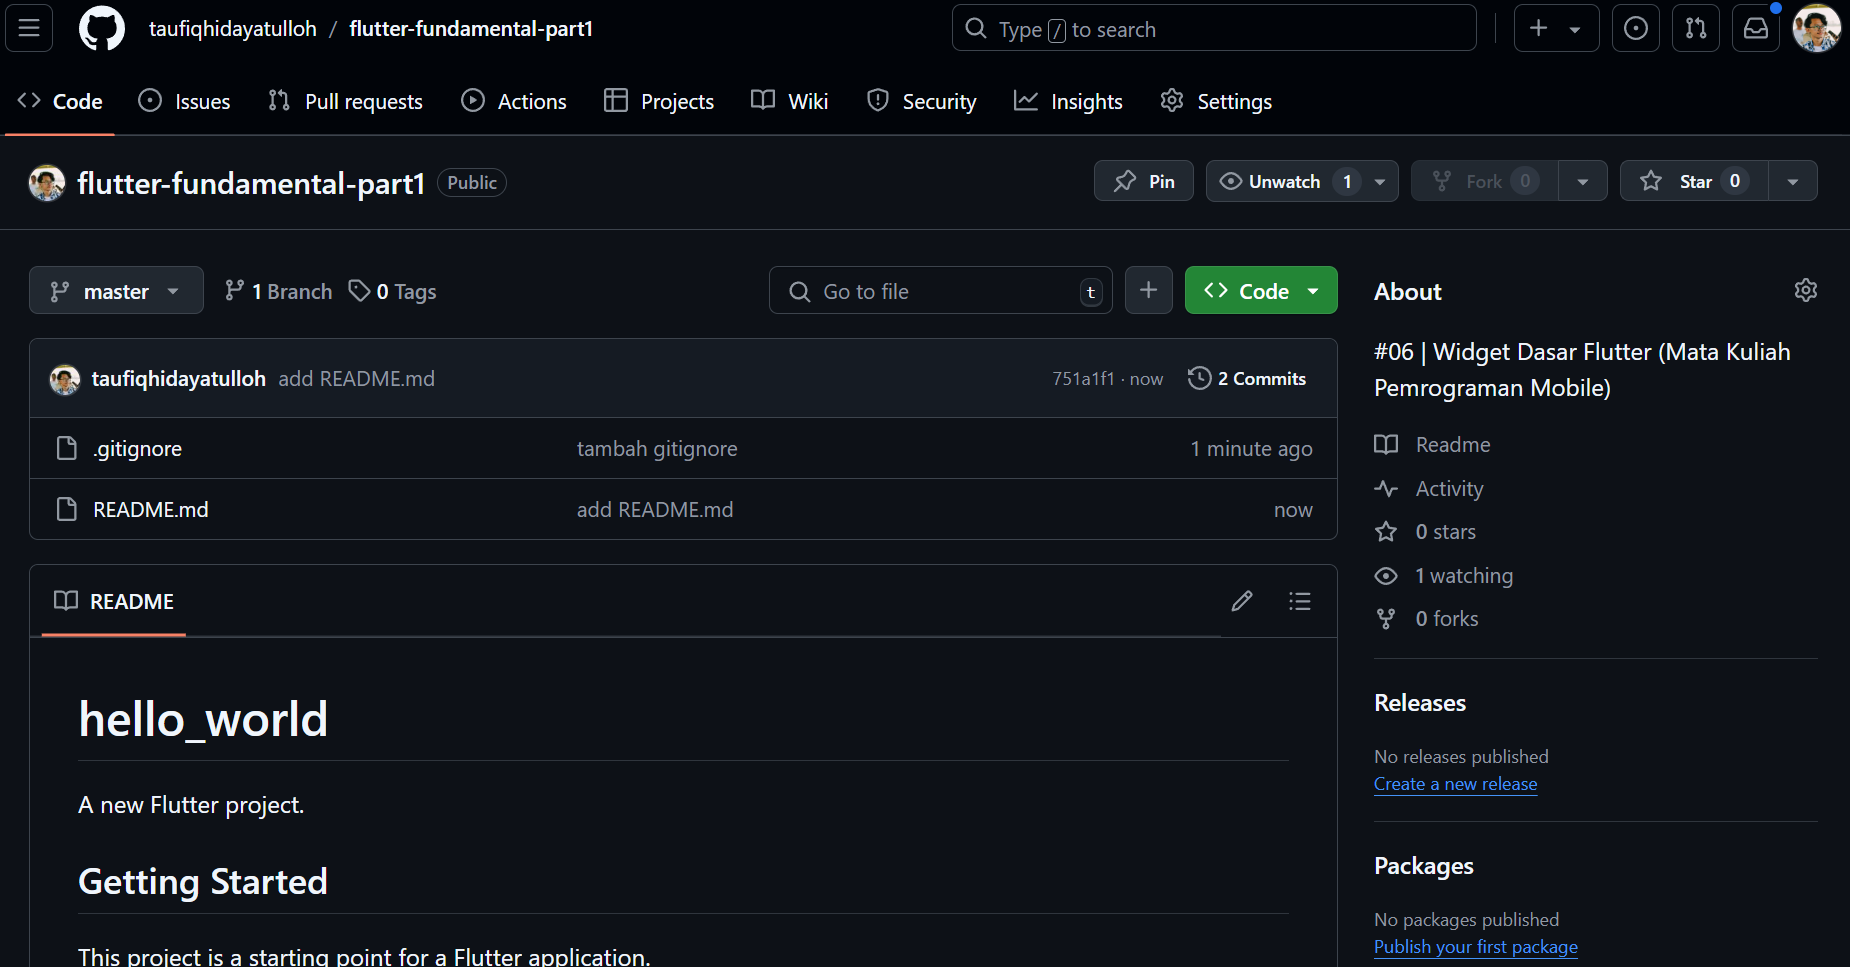 taufiqhidayatulloh / flutter-fundamental-part1
Type / to search
Code Issues Pull requests Actions Projects Wiki Security Insights Settings
flutter-fundamental-part1 Public
Pin Unwatch 1 Fork 0 Star 0
master 1 Branch 0 Tags
Go to file t
Code
taufiqhidayatulloh add README.md 751a1f1 · now 2 Commits
.gitignore tambah gitignore 1 minute ago
README.md add README.md now
README
hello_world
A new Flutter project.
Getting Started
This project is a starting point for a Flutter application.
About
#06 | Widget Dasar Flutter (Mata Kuliah
Pemrograman Mobile)
Readme
Activity
0 stars
1 watching
0 forks
Releases
No releases published
Create a new release
Packages
No packages published
Publish your first package